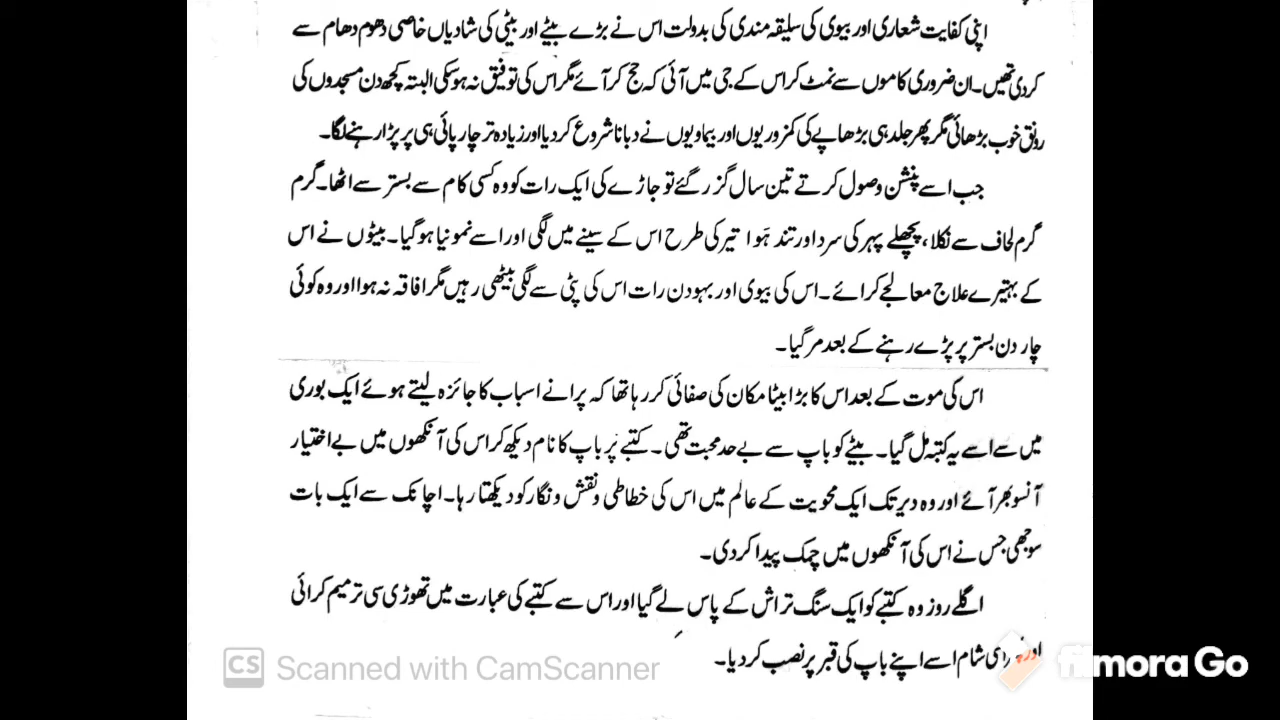 اپنی کفایت شعاری اور بیوی کی سلیقہ مندی کی بدولت اس نے بڑے بیٹے اور بیٹی کی شادیاں خاصی دھوم دھام سے
کر دی تھیں۔ ان ضروری کاموں سے نمٹ کر اس کے جی میں آئی کہ حج کر آئے مگر اس کی توفیق نہ ہو سکی البتہ کچھ دن مسجدوں کی
رونق خوب بڑھائی مگر پھر جلد ہی بڑھاپے کی کمزوریوں اور بیماریوں نے دبانا شروع کر دیا اور زیادہ تر چارپائی ہی پر پڑا رہنے لگا۔
جب اسے پنشن وصول کرتے تین سال گزر گئے تو جاڑے کی ایک رات کو وہ کسی کام سے بستر سے اٹھا۔ گرم
گرم لحاف سے نکلا، پچھلے پہر کی سرد اور تند ہوا تیر کی طرح اس کے سینے میں لگی اور اسے نمونیا ہو گیا۔ بیٹوں نے اس
کے بہتیرے علاج معالجے کرائے۔ اس کی بیوی اور بہو دن رات اس کی پٹی سے لگی بیٹھی رہیں مگر افاقہ نہ ہوا اور وہ کوئی
چار دن بستر پر پڑے رہنے کے بعد مر گیا۔
اس کی موت کے بعد اس کا بڑا بیٹا مکان کی صفائی کر رہا تھا کہ پرانے اسباب کا جائزہ لیتے ہوئے ایک بوری
میں سے اسے یہ کتبہ مل گیا۔ بیٹے کو باپ سے بے حد محبت تھی۔ کتبے پر باپ کا نام دیکھ کر اس کی آنکھوں میں بے اختیار
آنسو بھر آئے اور وہ دیر تک ایک محویت کے عالم میں اس کی خطاطی و نقش و نگار کو دیکھتا رہا۔ اچانک سے ایک بات
سوجھی جس نے اس کی آنکھوں میں چمک پیدا کر دی۔
اگلے روز وہ کتبے کو ایک سنگ تراش کے پاس لے گیا اور اس سے کتبے کی عبارت میں تھوڑی سی ترمیم کرائی
اور اسی شام اسے اپنے باپ کی قبر پر نصب کر دیا۔
CS Scanned with CamScanner
filmora Go